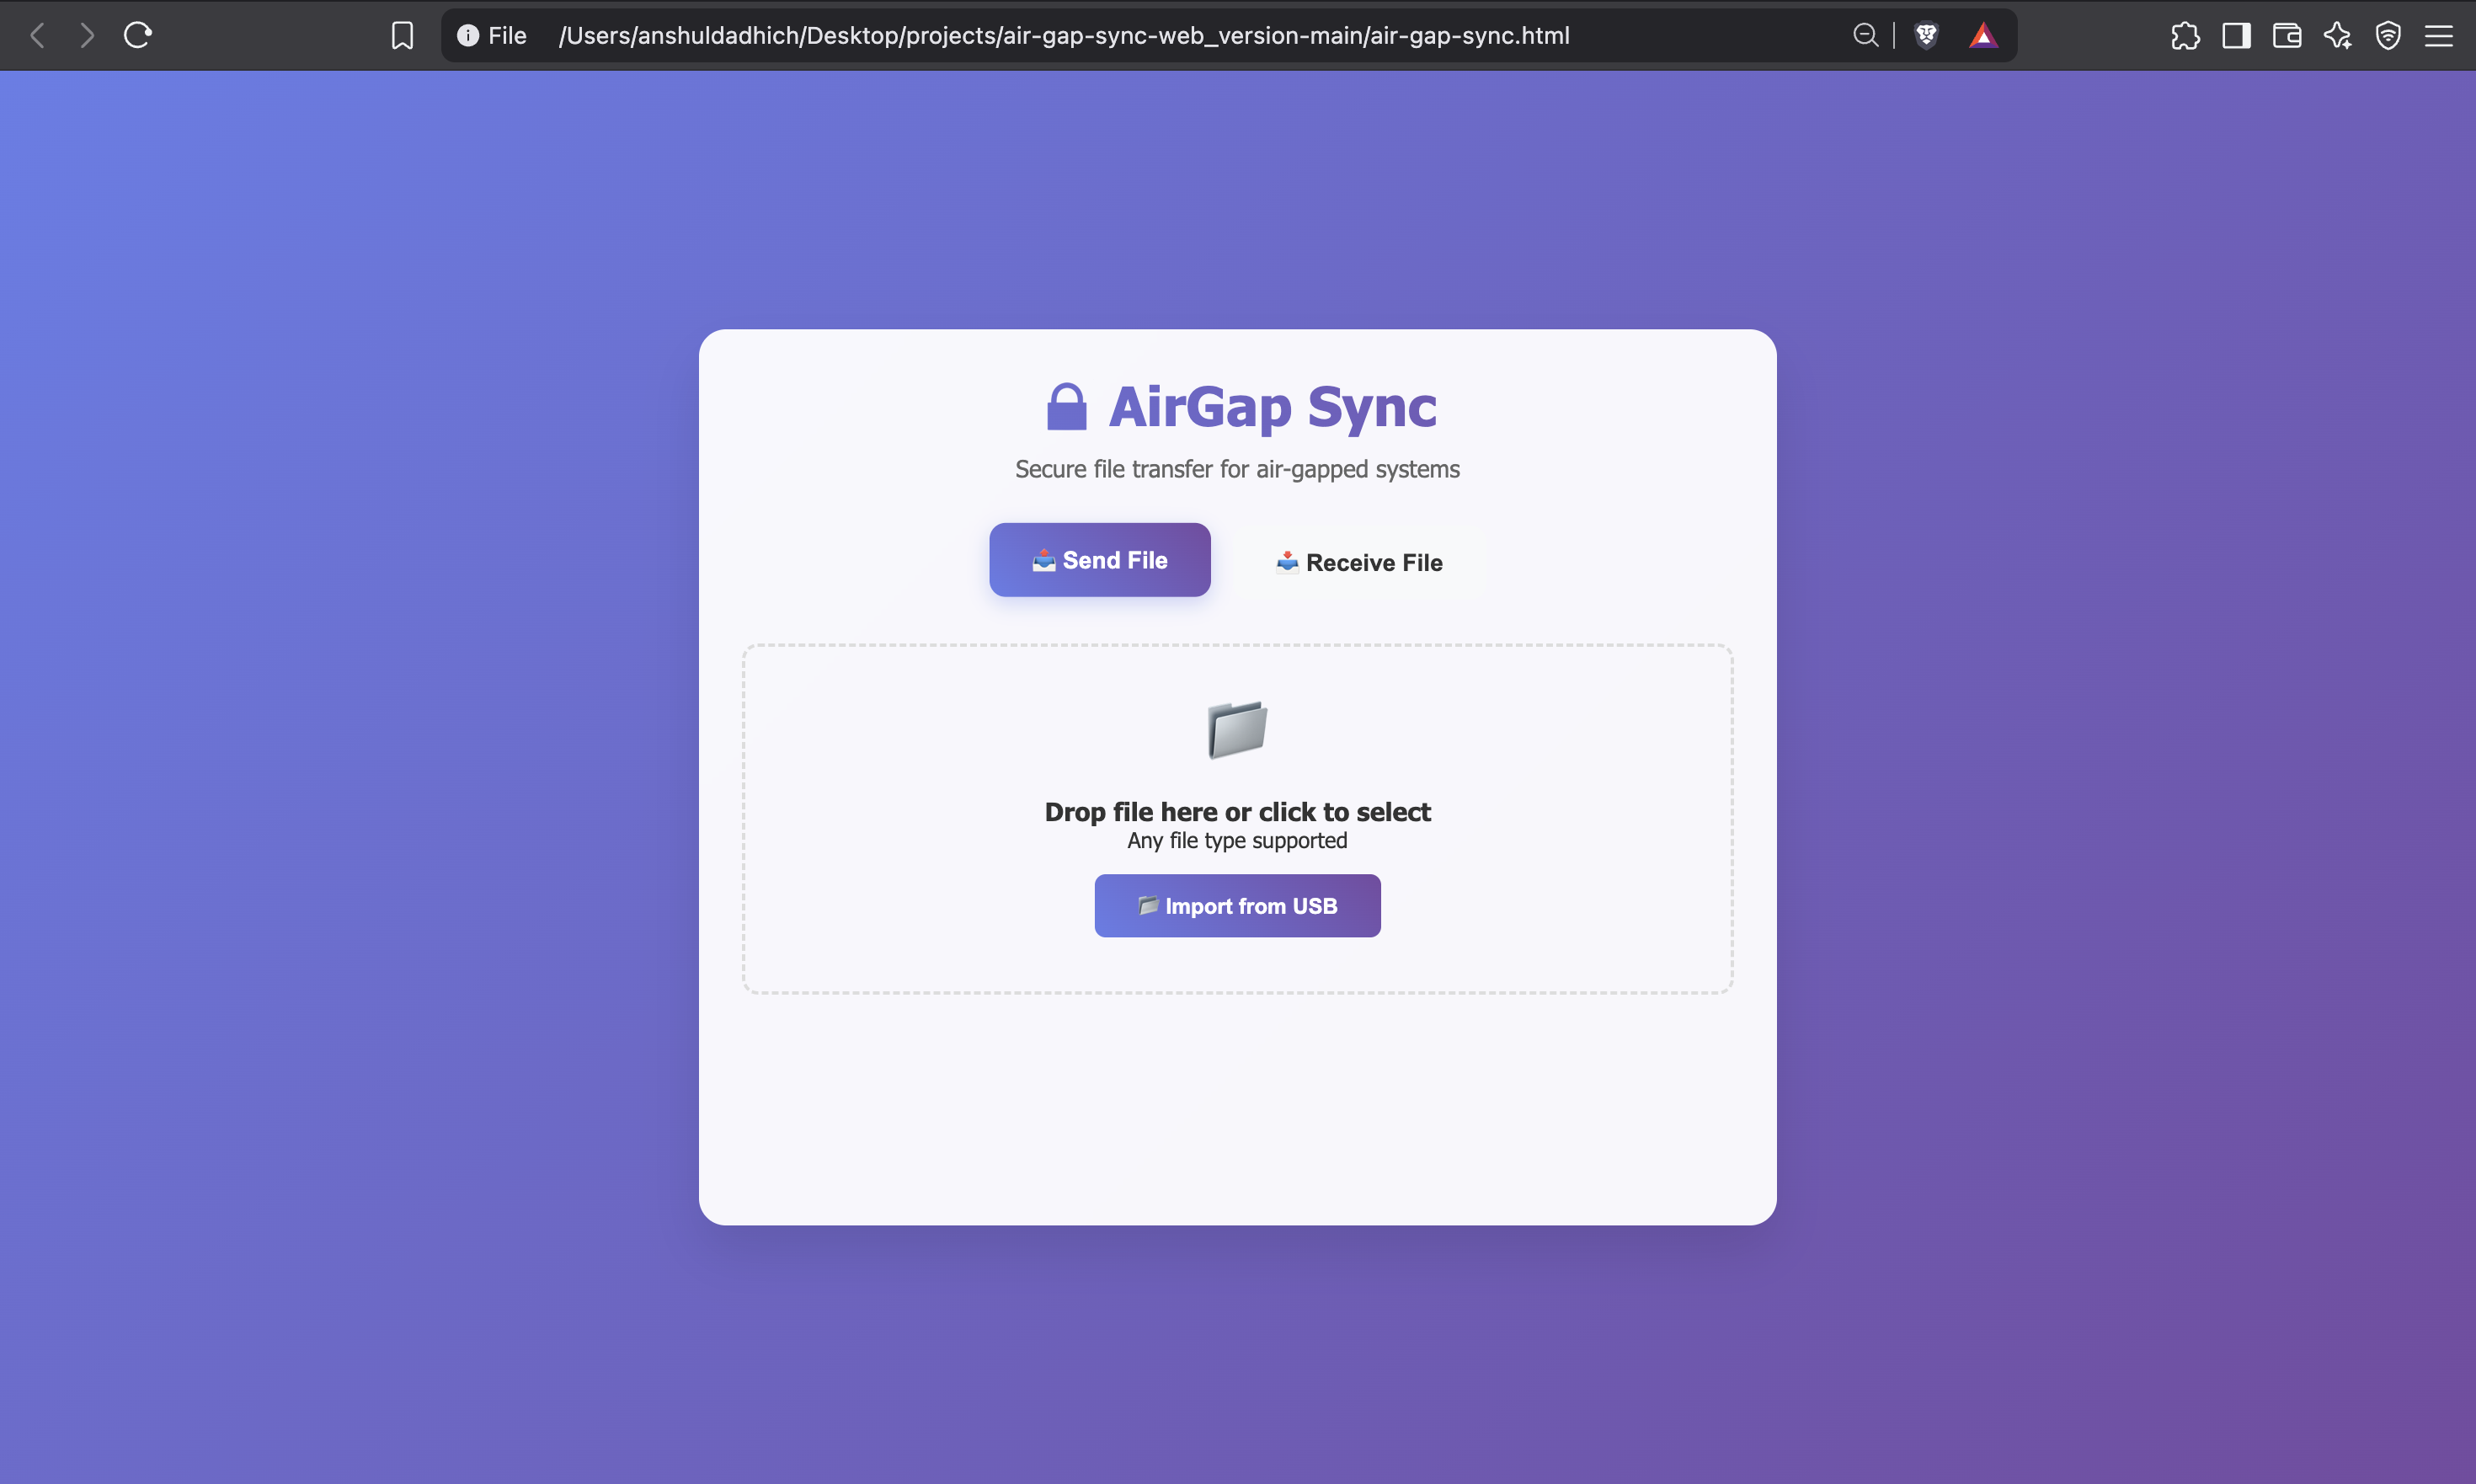 File /Users/anshuldadhich/Desktop/projects/air-gap-sync-web_version-main/air-gap-sync.html
AirGap Sync
Secure file transfer for air-gapped systems
Send File
Receive File
Drop file here or click to select
Any file type supported
Import from USB